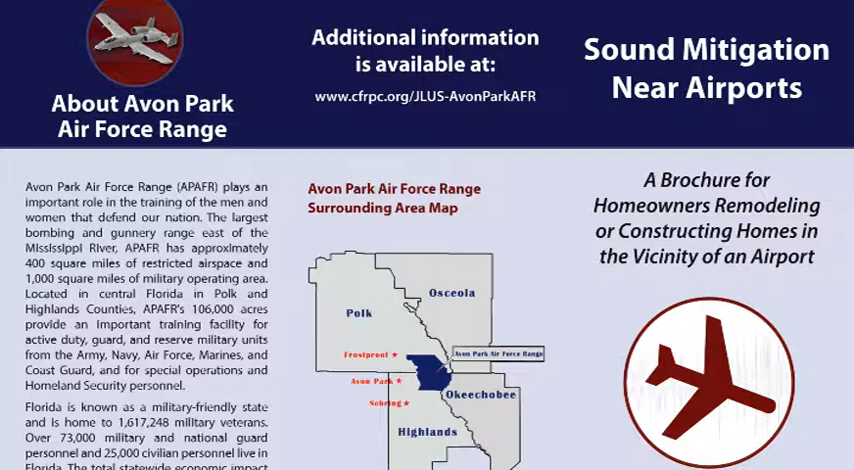 About Avon Park
Air Force Range
Avon Park Air Force Range (APAFR) plays an
important role in the training of the men and
women that defend our nation. The largest
bombing and gunnery range east of the
Mississippi River, APAFR has approximately
400 square miles of restricted airspace and
1,000 square miles of military operating area.
Located in central Florida in Polk and
Highlands Counties, APAFR's 106,000 acres
provide an important training facility for
active duty, guard, and reserve military units
from the Army, Navy, Air Force, Marines, and
Coast Guard, and for special operations and
Homeland Security personnel.
Florida is known as a military-friendly state
and is home to 1,617,248 military veterans.
Over 73,000 military and national guard
personnel and 25,000 civilian personnel live in
Florida. The total statewide economic impact
Additional information
is available at:
www.cfrpc.org/JLUS-AvonParkAFR
Avon Park Air Force Range
Surrounding Area Map
Osceola
Polk
Frostproof
Avon Park Air Force Range
Avon Park
Okeechobee
Sebring
Highlands
Sound Mitigation
Near Airports
A Brochure for
Homeowners Remodeling
or Constructing Homes in
the Vicinity of an Airport